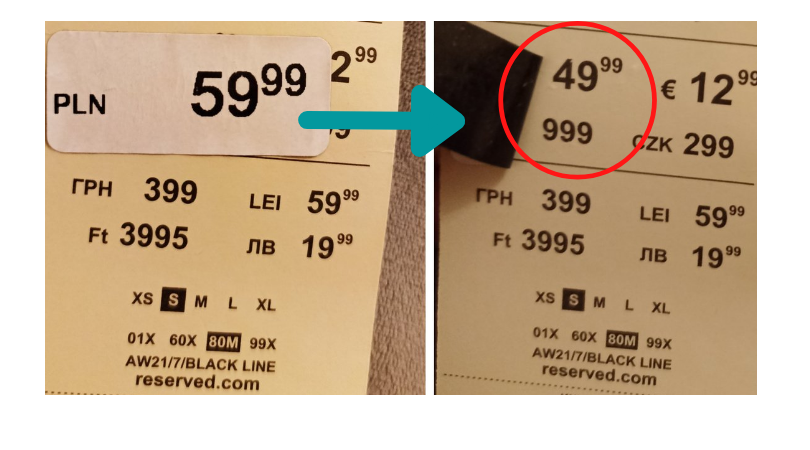 PLN 59⁹⁹ 2⁹⁹
ГРН 399 LEI 59⁹⁹
Ft 3995 ЛВ 19⁹⁹
XS S M L XL
01X 60X 80M 99X
AW21/7/BLACK LINE
reserved.com
49⁹⁹ € 12⁹⁹
999 CZK 299
ГРН 399 LEI 59⁹⁹
Ft 3995 ЛВ 19⁹⁹
XS S M L XL
01X 60X 80M 99X
AW21/7/BLACK LINE
reserved.com